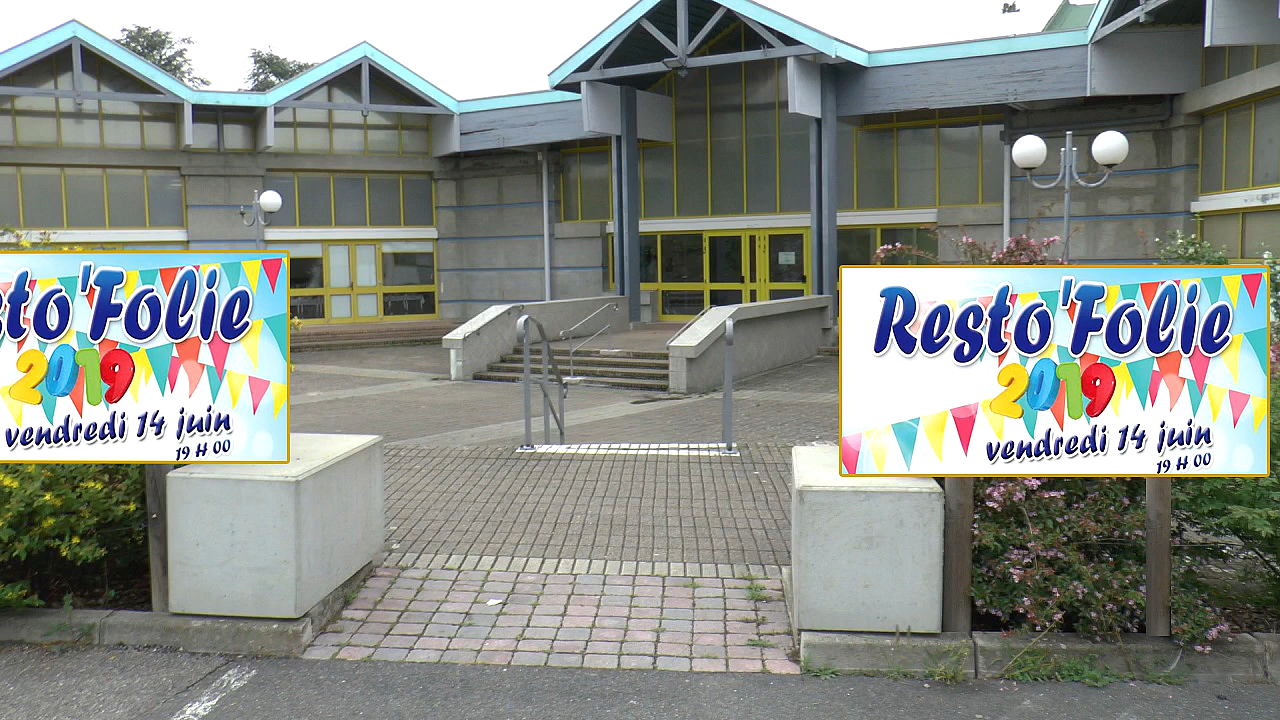 sto'Folie
2019
vendredi 14 juin
19 H 00
Resto'Folie
2019
vendredi 14 juin
19 H 00